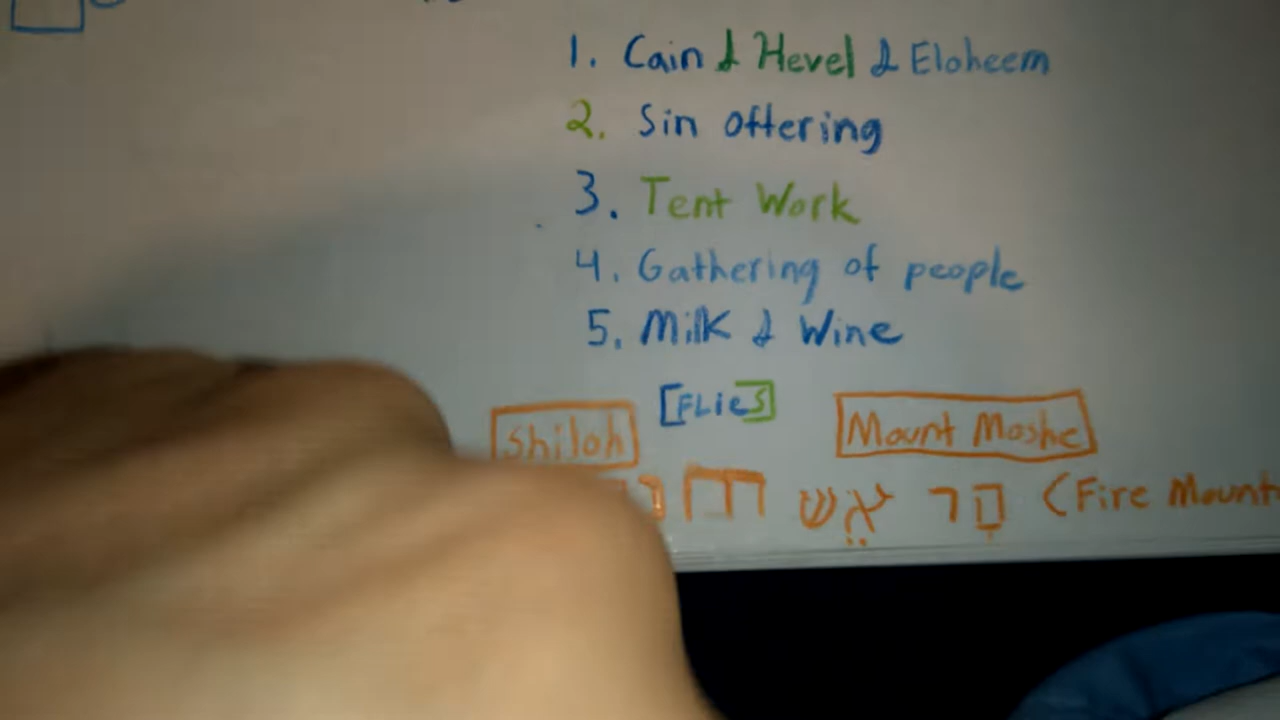 1. Cain & Hevel & Eloheem
2. Sin offering
3. Tent Work
4. Gathering of people
5. Milk & Wine
[FLieS]
Shiloh Mount Moshe
הָר אֵשׁ (Fire Mount